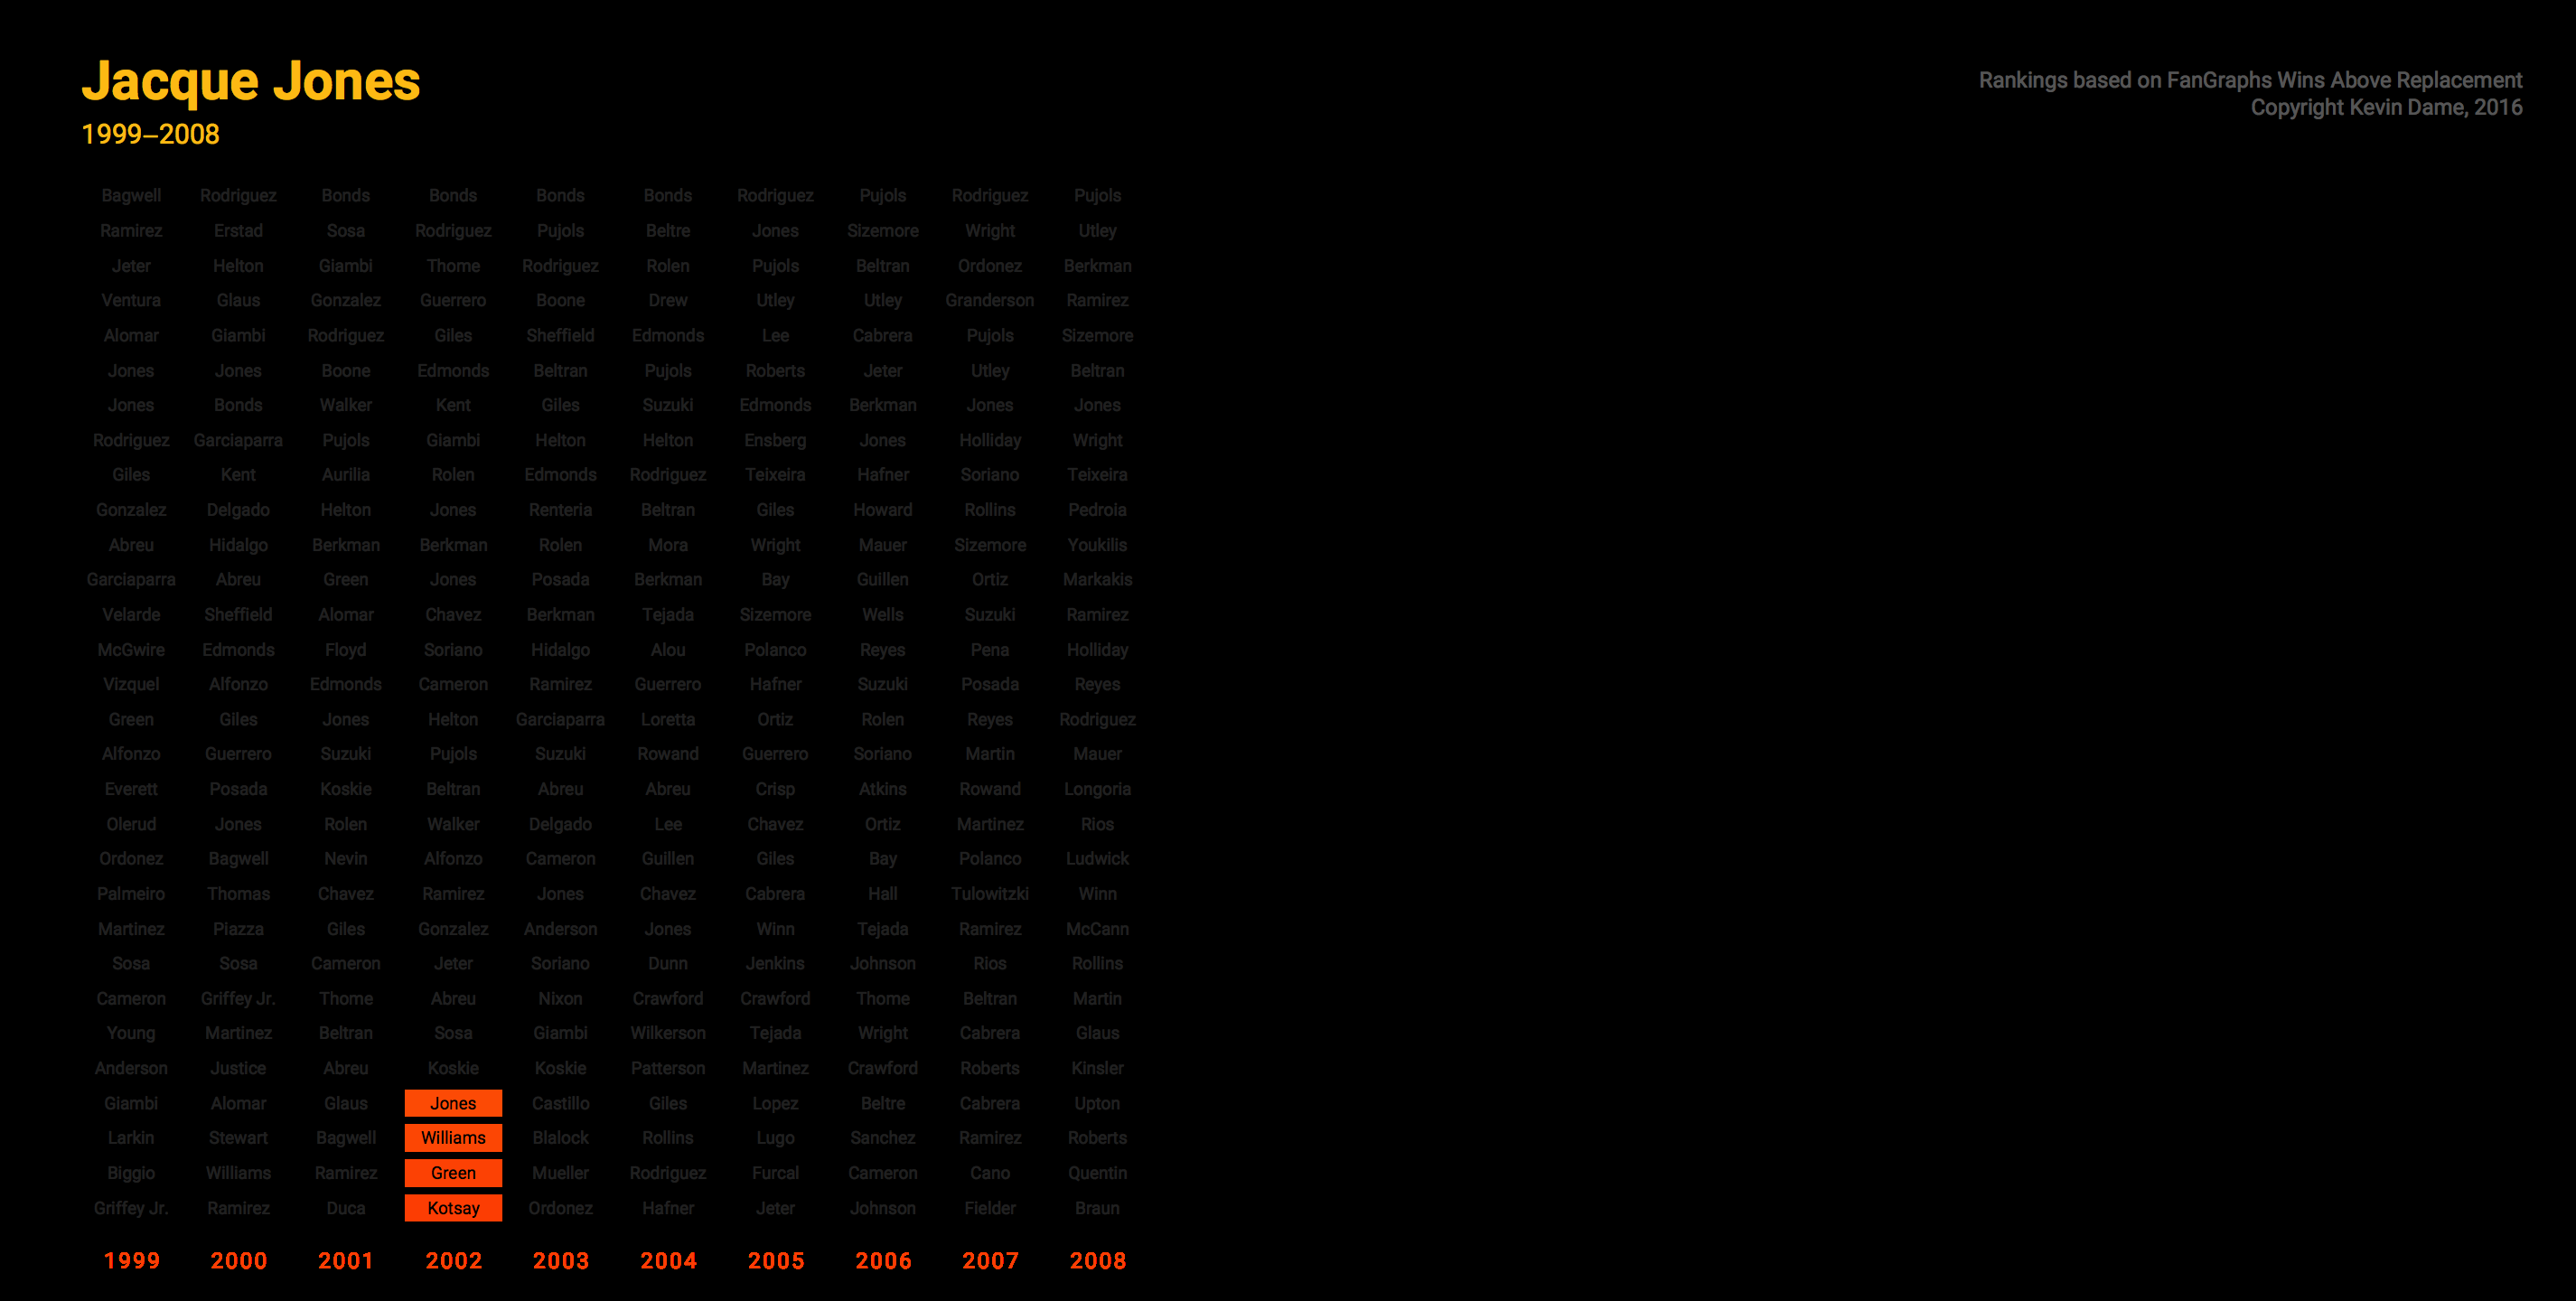 Jacque Jones
1999–2008
Rankings based on FanGraphs Wins Above Replacement
Copyright Kevin Dame, 2016
Bagwell Rodriguez Bonds Bonds Bonds Bonds Rodriguez Pujols Rodriguez Pujols
Ramirez Erstad Sosa Rodriguez Pujols Beltre Jones Sizemore Wright Utley
Jeter Helton Giambi Thome Rodriguez Rolen Pujols Beltran Ordonez Berkman
Ventura Glaus Gonzalez Guerrero Boone Drew Utley Utley Granderson Ramirez
Alomar Giambi Rodriguez Giles Sheffield Edmonds Lee Cabrera Pujols Sizemore
Jones Jones Boone Edmonds Beltran Pujols Roberts Jeter Utley Beltran
Jones Bonds Walker Kent Giles Suzuki Edmonds Berkman Jones Jones
Rodriguez Garciaparra Pujols Giambi Helton Helton Ensberg Jones Holliday Wright
Giles Kent Aurilia Rolen Edmonds Rodriguez Teixeira Hafner Soriano Teixeira
Gonzalez Delgado Helton Jones Renteria Beltran Giles Howard Rollins Pedroia
Abreu Hidalgo Berkman Berkman Rolen Mora Wright Mauer Sizemore Youkilis
Garciaparra Abreu Green Jones Posada Berkman Bay Guillen Ortiz Markakis
Velarde Sheffield Alomar Chavez Berkman Tejada Sizemore Wells Suzuki Ramirez
McGwire Edmonds Floyd Soriano Hidalgo Alou Polanco Reyes Pena Holliday
Vizquel Alfonzo Edmonds Cameron Ramirez Guerrero Hafner Suzuki Posada Reyes
Green Giles Jones Helton Garciaparra Loretta Ortiz Rolen Reyes Rodriguez
Alfonzo Guerrero Suzuki Pujols Suzuki Rowand Guerrero Soriano Martin Mauer
Everett Posada Koskie Beltran Abreu Abreu Crisp Atkins Rowand Longoria
Olerud Jones Rolen Walker Delgado Lee Chavez Ortiz Martinez Rios
Ordonez Bagwell Nevin Alfonzo Cameron Guillen Giles Bay Polanco Ludwick
Palmeiro Thomas Chavez Ramirez Jones Chavez Cabrera Hall Tulowitzki Winn
Martinez Piazza Giles Gonzalez Anderson Jones Winn Tejada Ramirez McCann
Sosa Sosa Cameron Jeter Soriano Dunn Jenkins Johnson Rios Rollins
Cameron Griffey Jr. Thome Abreu Nixon Crawford Crawford Thome Beltran Martin
Young Martinez Beltran Sosa Giambi Wilkerson Tejada Wright Cabrera Glaus
Anderson Justice Abreu Koskie Koskie Patterson Martinez Crawford Roberts Kinsler
Giambi Alomar Glaus Jones Castillo Giles Lopez Beltre Cabrera Upton
Larkin Stewart Bagwell Williams Blalock Rollins Lugo Sanchez Ramirez Roberts
Biggio Williams Ramirez Green Mueller Rodriguez Furcal Cameron Cano Quentin
Griffey Jr. Ramirez Duca Kotsay Ordonez Hafner Jeter Johnson Fielder Braun
1999 2000 2001 2002 2003 2004 2005 2006 2007 2008